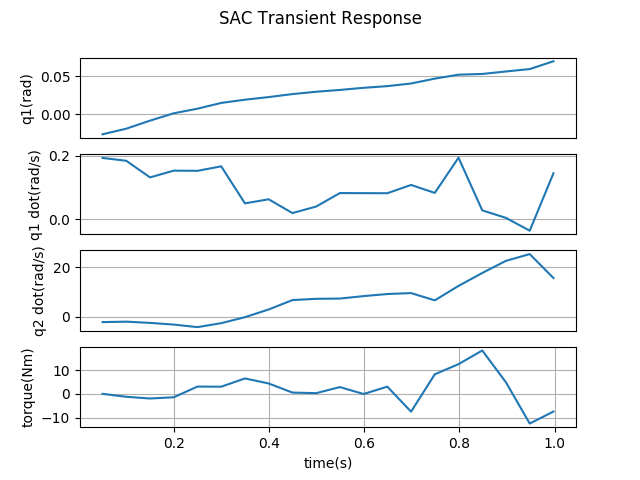 SAC Transient Response
q1(rad)
0.05
0.00
q1 dot(rad/s)
0.2
0.0
q2 dot(rad/s)
20
0
torque(Nm)
10
0
−10
0.2 0.4 0.6 0.8 1.0
time(s)